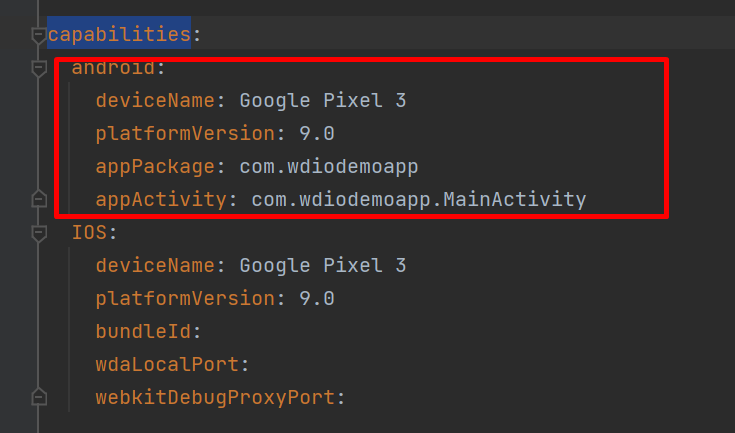 capabilities:
android:
deviceName: Google Pixel 3
platformVersion: 9.0
appPackage: com.wdiodemoapp
appActivity: com.wdiodemoapp.MainActivity
IOS:
deviceName: Google Pixel 3
platformVersion: 9.0
bundleId:
wdaLocalPort:
webkitDebugProxyPort: